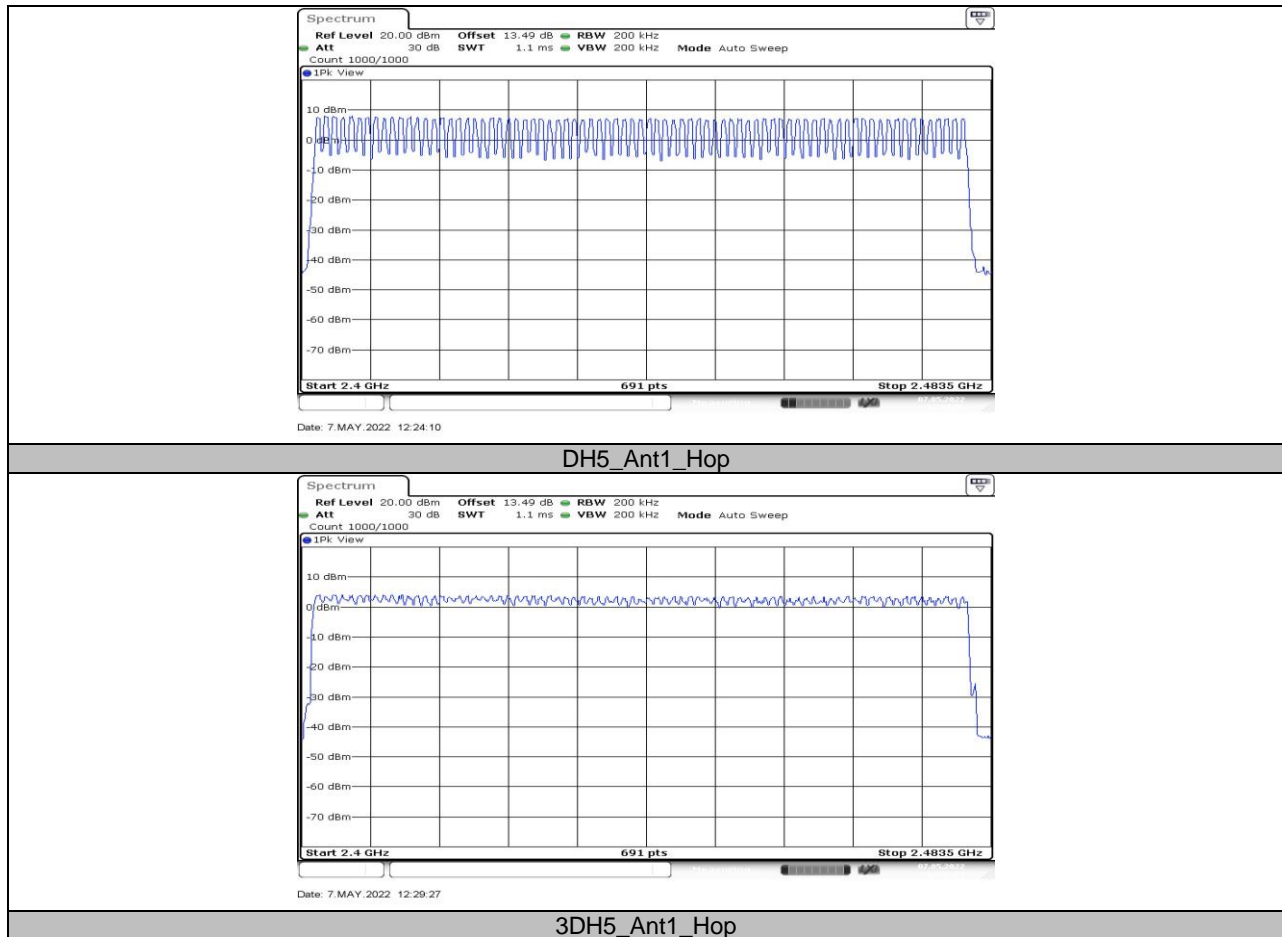 Spectrum
Ref Level 20.00 dBm Offset 13.49 dB RBW 200 kHz
Att 30 dB SWT 1.1 ms VBW 200 kHz Mode Auto Sweep
Count 1000/1000
1Pk View
10 dBm
0 dBm
-10 dBm
-20 dBm
-30 dBm
-40 dBm
-50 dBm
-60 dBm
-70 dBm
Start 2.4 GHz 691 pts Stop 2.4835 GHz
Date: 7.MAY.2022 12:24:10
DH5_Ant1_Hop
Spectrum
Ref Level 20.00 dBm Offset 13.49 dB RBW 200 kHz
Att 30 dB SWT 1.1 ms VBW 200 kHz Mode Auto Sweep
Count 1000/1000
1Pk View
10 dBm
0 dBm
-10 dBm
-20 dBm
-30 dBm
-40 dBm
-50 dBm
-60 dBm
-70 dBm
Start 2.4 GHz 691 pts Stop 2.4835 GHz
Date: 7.MAY.2022 12:29:27
3DH5_Ant1_Hop